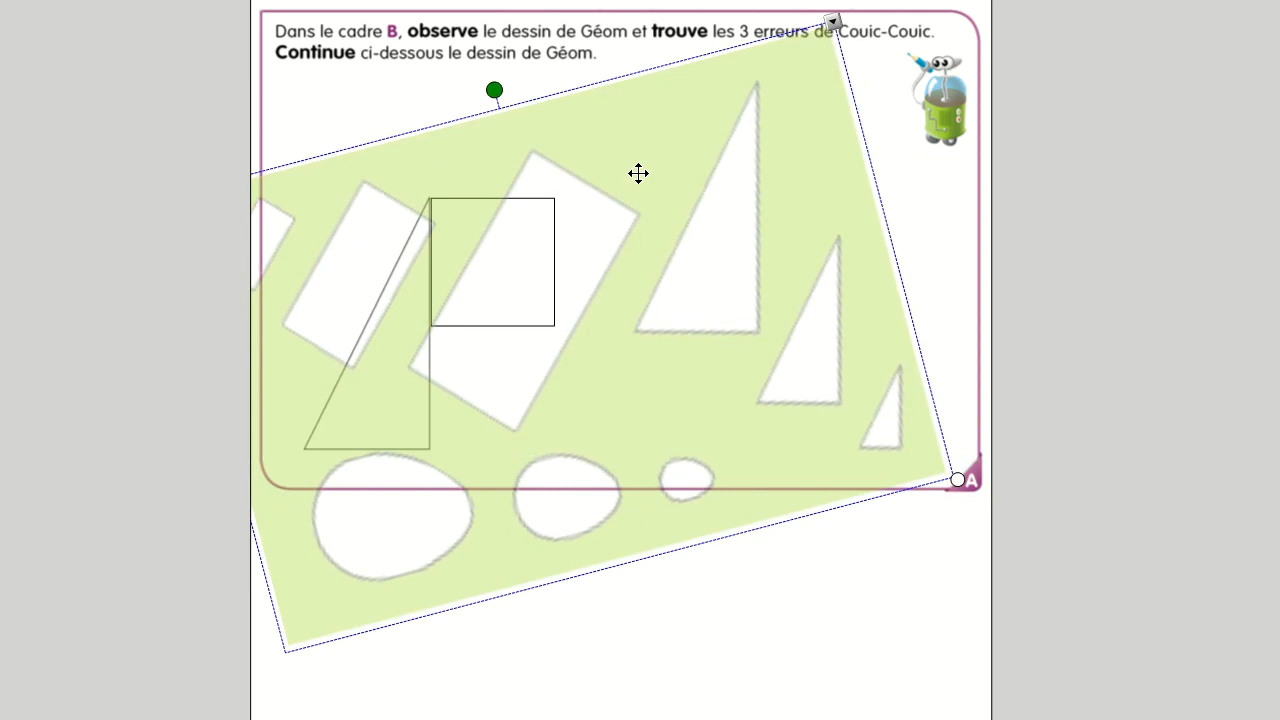 Dans le cadre B, observe le dessin de Géom et trouve les 3 erreurs de Couic-Couic.
Continue ci-dessous le dessin de Géom.
A